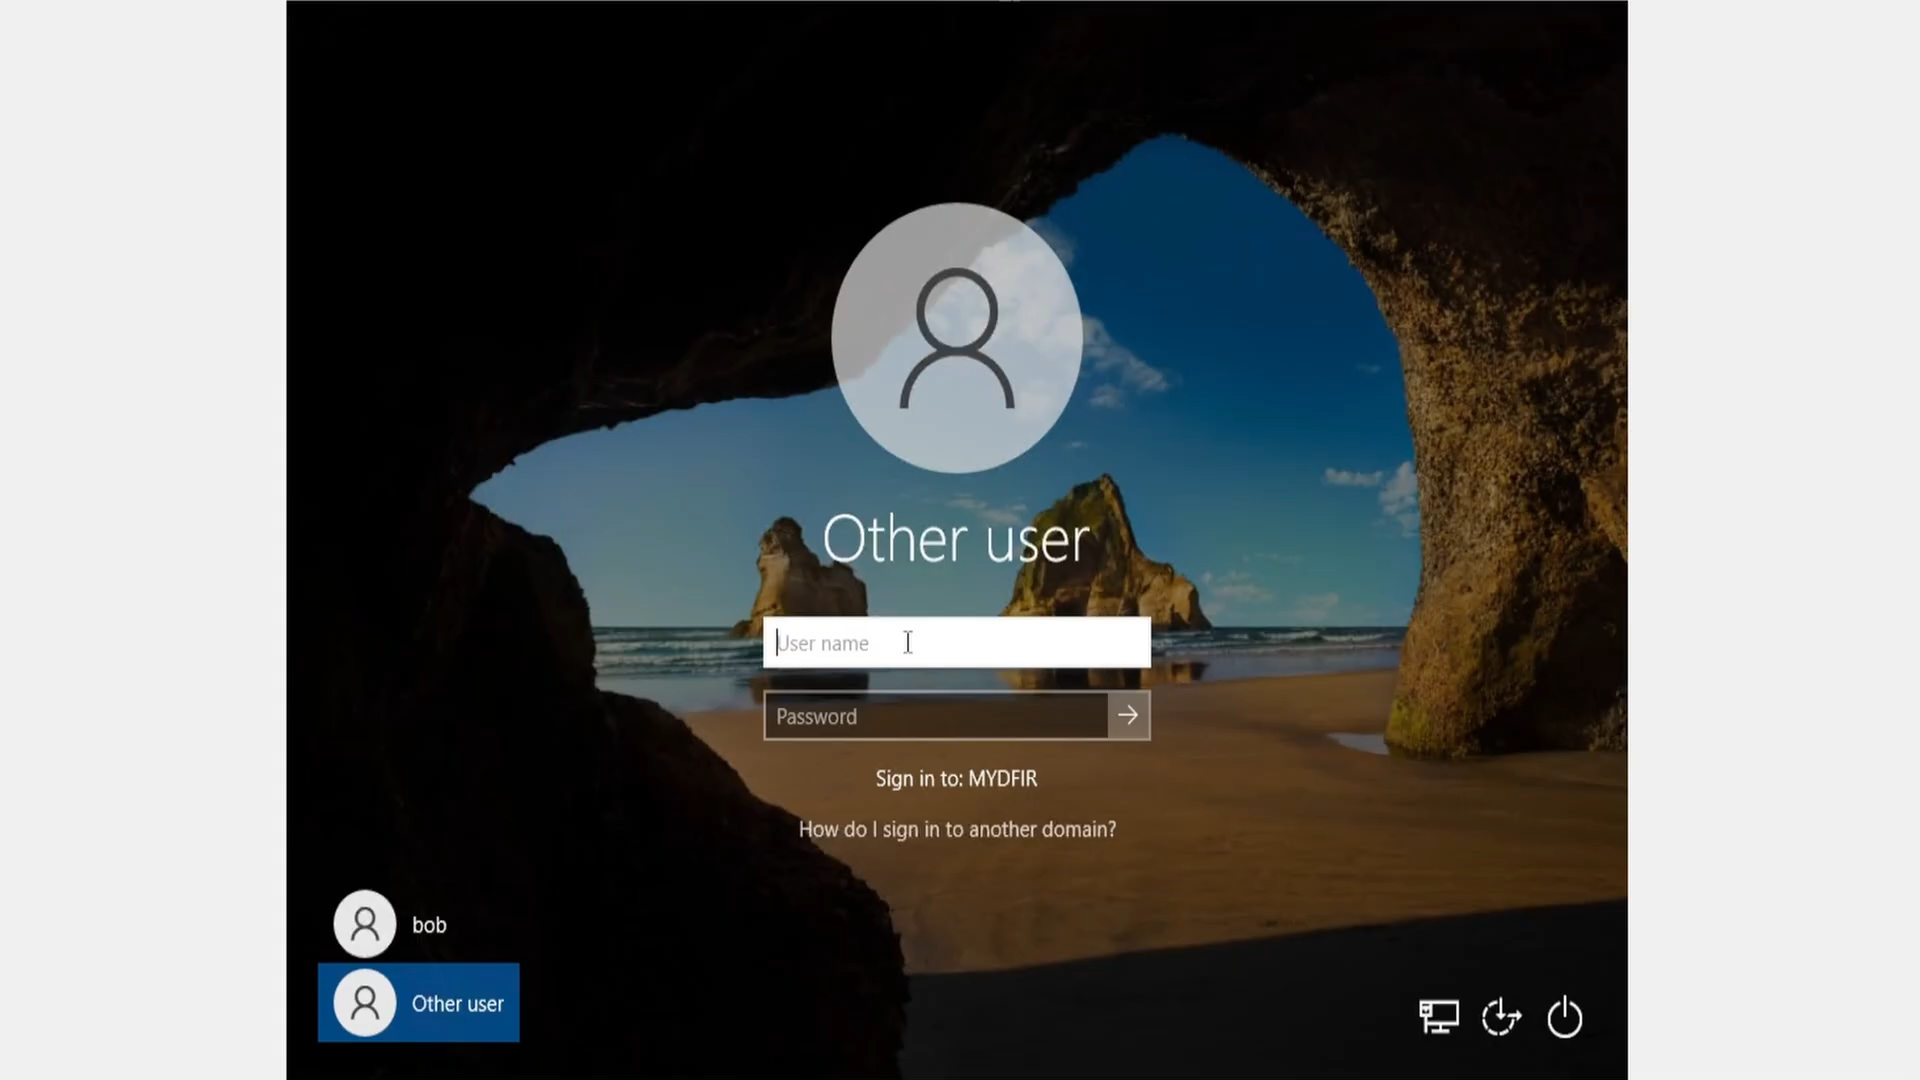 Other user
User name
Password
Sign in to: MYDFIR
How do I sign in to another domain?
bob
Other user